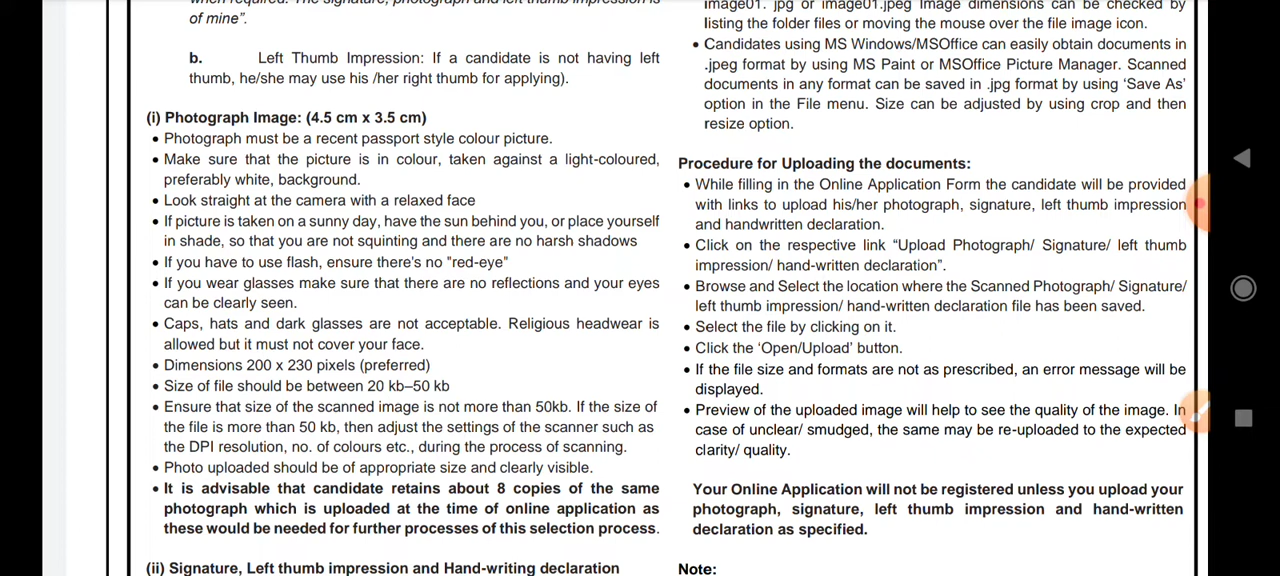 when required. The signature, photograph and left thumb impression is
of mine”.
b. Left Thumb Impression: If a candidate is not having left
thumb, he/she may use his /her right thumb for applying).
(i) Photograph Image: (4.5 cm x 3.5 cm)
• Photograph must be a recent passport style colour picture.
• Make sure that the picture is in colour, taken against a light-coloured,
preferably white, background.
• Look straight at the camera with a relaxed face
• If picture is taken on a sunny day, have the sun behind you, or place yourself
in shade, so that you are not squinting and there are no harsh shadows
• If you have to use flash, ensure there's no "red-eye"
• If you wear glasses make sure that there are no reflections and your eyes
can be clearly seen.
• Caps, hats and dark glasses are not acceptable. Religious headwear is
allowed but it must not cover your face.
• Dimensions 200 x 230 pixels (preferred)
• Size of file should be between 20 kb–50 kb
• Ensure that size of the scanned image is not more than 50kb. If the size of
the file is more than 50 kb, then adjust the settings of the scanner such as
the DPI resolution, no. of colours etc., during the process of scanning.
• Photo uploaded should be of appropriate size and clearly visible.
• It is advisable that candidate retains about 8 copies of the same
photograph which is uploaded at the time of online application as
these would be needed for further processes of this selection process.
(ii) Signature, Left thumb impression and Hand-writing declaration
image01. jpg or image01.jpeg Image dimensions can be checked by
listing the folder files or moving the mouse over the file image icon.
• Candidates using MS Windows/MSOffice can easily obtain documents in
.jpeg format by using MS Paint or MSOffice Picture Manager. Scanned
documents in any format can be saved in .jpg format by using ‘Save As’
option in the File menu. Size can be adjusted by using crop and then
resize option.
Procedure for Uploading the documents:
• While filling in the Online Application Form the candidate will be provided
with links to upload his/her photograph, signature, left thumb impression
and handwritten declaration.
• Click on the respective link “Upload Photograph/ Signature/ left thumb
impression/ hand-written declaration”.
• Browse and Select the location where the Scanned Photograph/ Signature/
left thumb impression/ hand-written declaration file has been saved.
• Select the file by clicking on it.
• Click the ‘Open/Upload’ button.
• If the file size and formats are not as prescribed, an error message will be
displayed.
• Preview of the uploaded image will help to see the quality of the image. In
case of unclear/ smudged, the same may be re-uploaded to the expected
clarity/ quality.
Your Online Application will not be registered unless you upload your
photograph, signature, left thumb impression and hand-written
declaration as specified.
Note: